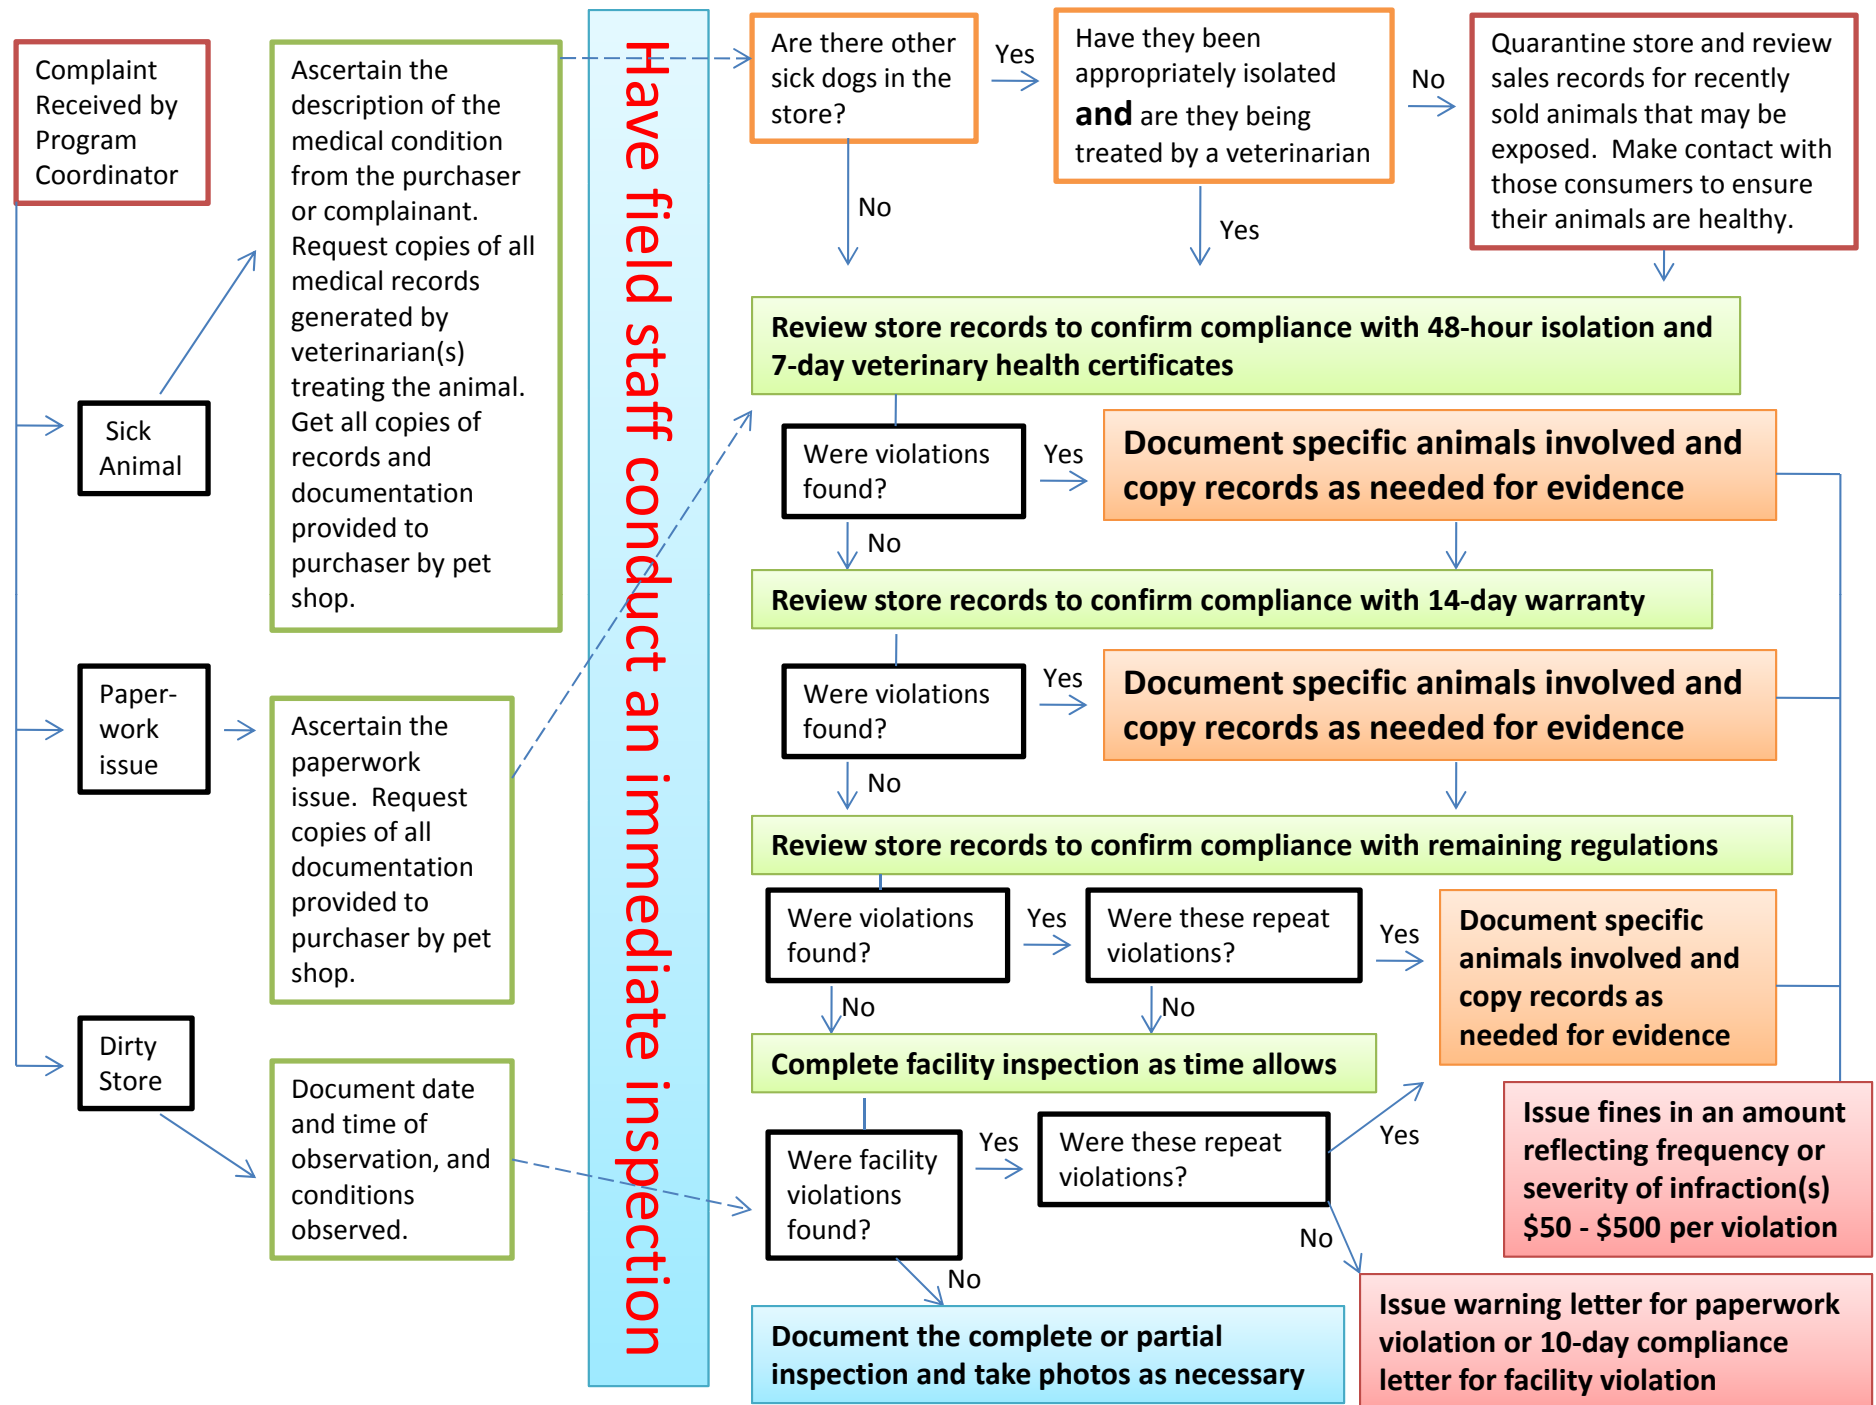 Complaint
Received by
Program
Coordinator
Sick
Animal
Paper-
work
issue
Dirty
Store
Ascertain the
description of the
medical condition
from the purchaser
or complainant.
Request copies of all
medical records
generated by
veterinarian(s)
treating the animal.
Get all copies of
records and
documentation
provided to
purchaser by pet
shop.
Ascertain the
paperwork
issue.  Request
copies of all
documentation
provided to
purchaser by pet
shop.
Document date
and time of
observation, and
conditions
observed.
Have field staff conduct an immediate inspection
Are there other
sick dogs in the
store?
Yes
No
Have they been
appropriately isolated
and are they being
treated by a veterinarian
No
Yes
Quarantine store and review
sales records for recently
sold animals that may be
exposed.  Make contact with
those consumers to ensure
their animals are healthy.
Review store records to confirm compliance with 48-hour isolation and
7-day veterinary health certificates
Were violations
found?
Yes
No
Document specific animals involved and
copy records as needed for evidence
Review store records to confirm compliance with 14-day warranty
Were violations
found?
Yes
No
Document specific animals involved and
copy records as needed for evidence
Review store records to confirm compliance with remaining regulations
Were violations
found?
Yes
No
Were these repeat
violations?
Yes
No
Document specific
animals involved and
copy records as
needed for evidence
Complete facility inspection as time allows
Were facility
violations
found?
Yes
No
Were these repeat
violations?
Yes
No
Issue fines in an amount
reflecting frequency or
severity of infraction(s)
$50 - $500 per violation
Document the complete or partial
inspection and take photos as necessary
Issue warning letter for paperwork
violation or 10-day compliance
letter for facility violation